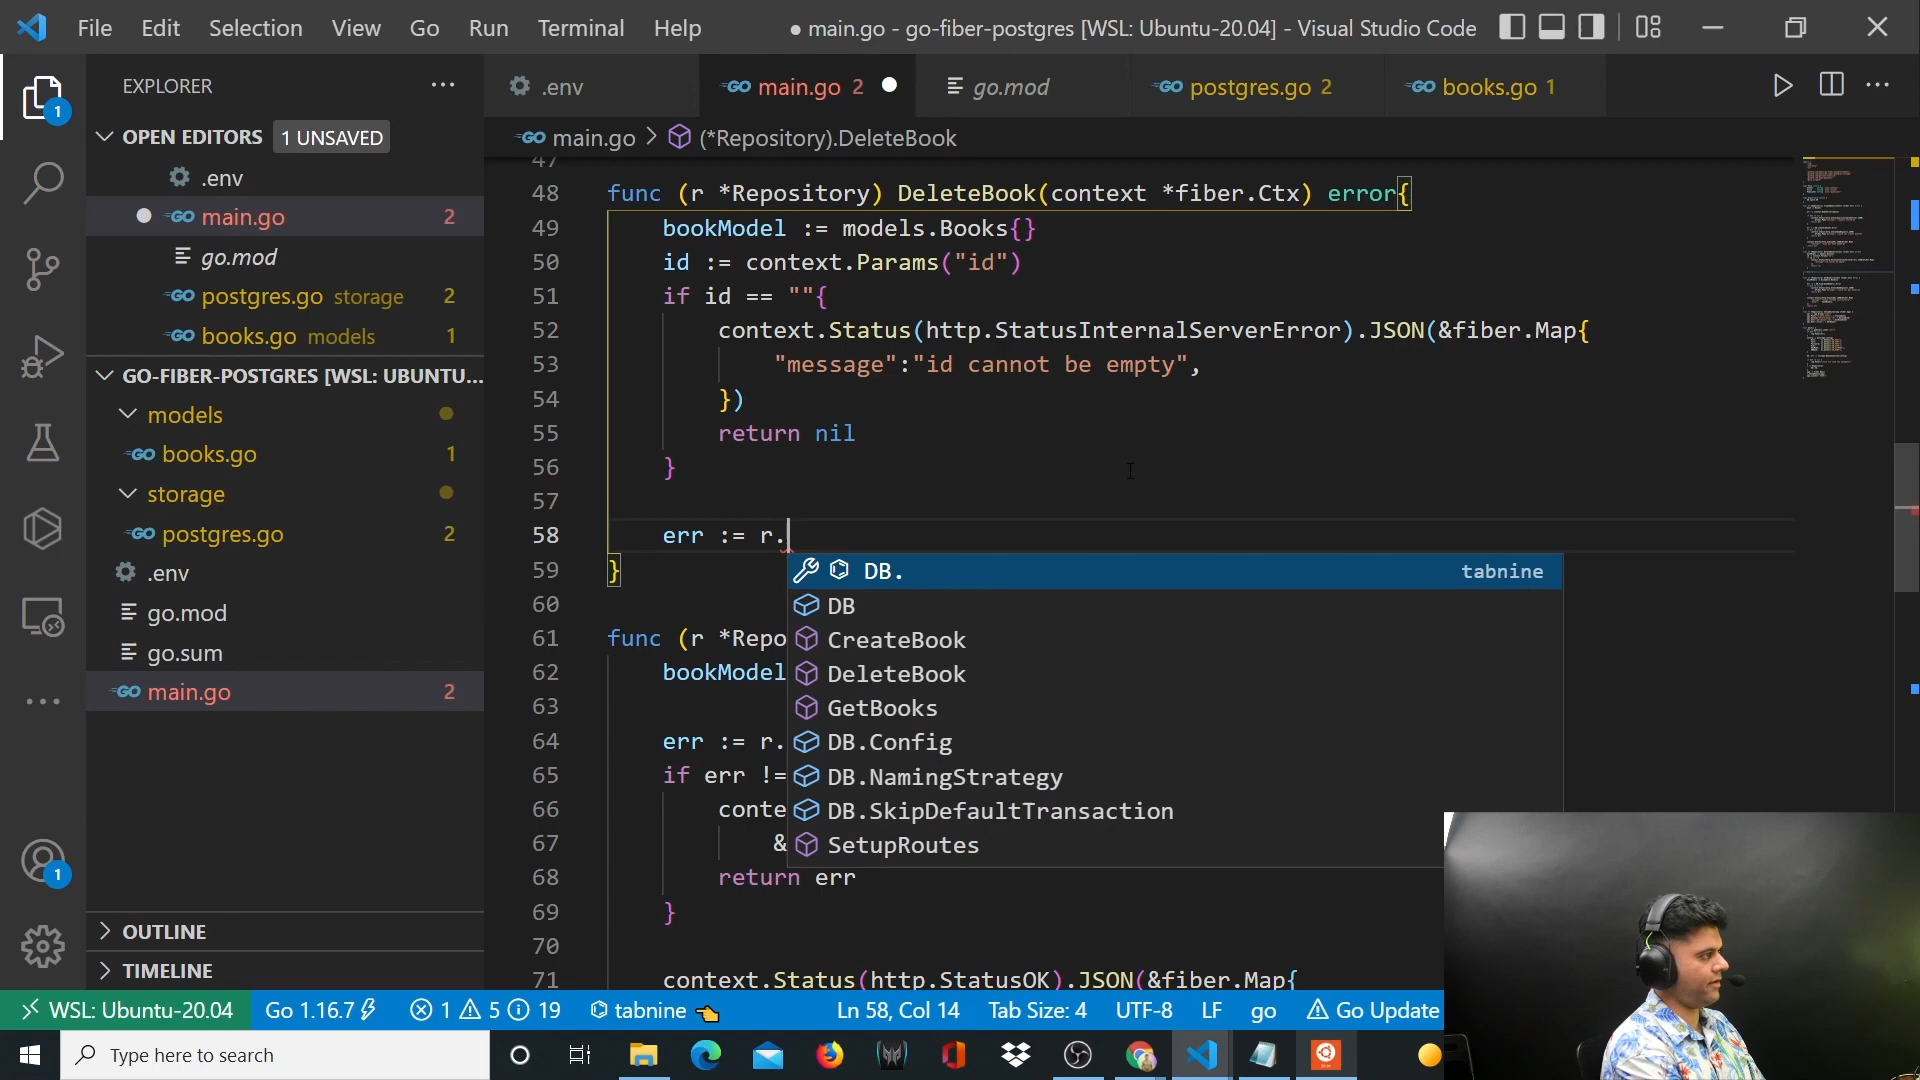 File Edit Selection View Go Run Terminal Help ● main.go - go-fiber-postgres [WSL: Ubuntu-20.04] - Visual Studio Code
EXPLORER
.env
main.go 2
go.mod
postgres.go 2
books.go 1
OPEN EDITORS 1 UNSAVED
main.go > (*Repository).DeleteBook
.env
main.go 2
go.mod
postgres.go storage 2
books.go models 1
GO-FIBER-POSTGRES [WSL: UBUNTU...
models
books.go 1
storage
postgres.go 2
.env
go.mod
go.sum
main.go 2
OUTLINE
TIMELINE
1
1
47
48 func (r *Repository) DeleteBook(context *fiber.Ctx) error{
49 bookModel := models.Books{}
50 id := context.Params("id")
51 if id == ""{
52 context.Status(http.StatusInternalServerError).JSON(&fiber.Map{
53 "message":"id cannot be empty",
54 })
55 return nil
56 }
57
58 err := r.
59 }
60
61 func (r *Repo
62 bookModel
63
64 err := r.
65 if err !=
66 conte
67 &
68 return err
69 }
70
71 context.Status(http.StatusOK).JSON(&fiber.Map{
DB. tabnine
DB
CreateBook
DeleteBook
GetBooks
DB.Config
DB.NamingStrategy
DB.SkipDefaultTransaction
SetupRoutes
WSL: Ubuntu-20.04 Go 1.16.7 1 5 19 tabnine Ln 58, Col 14 Tab Size: 4 UTF-8 LF go Go Update
Type here to search